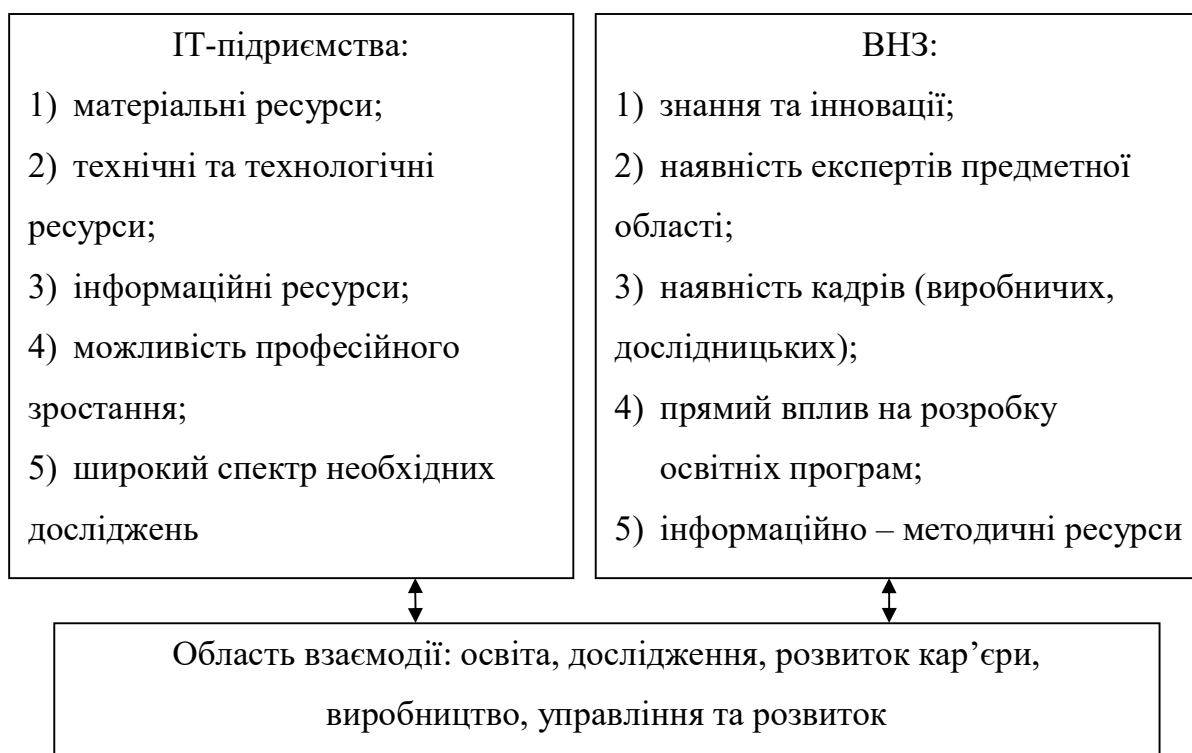 ІТ-підриємства:
1) матеріальні ресурси;
2) технічні та технологічні
ресурси;
3) інформаційні ресурси;
4) можливість професійного
зростання;
5) широкий спектр необхідних
досліджень
ВНЗ:
1) знання та інновації;
2) наявність експертів предметної
області;
3) наявність кадрів (виробничих,
дослідницьких);
4) прямий вплив на розробку
освітніх програм;
5) інформаційно – методичні ресурси
Область взаємодії: освіта, дослідження, розвиток кар’єри,
виробництво, управління та розвиток